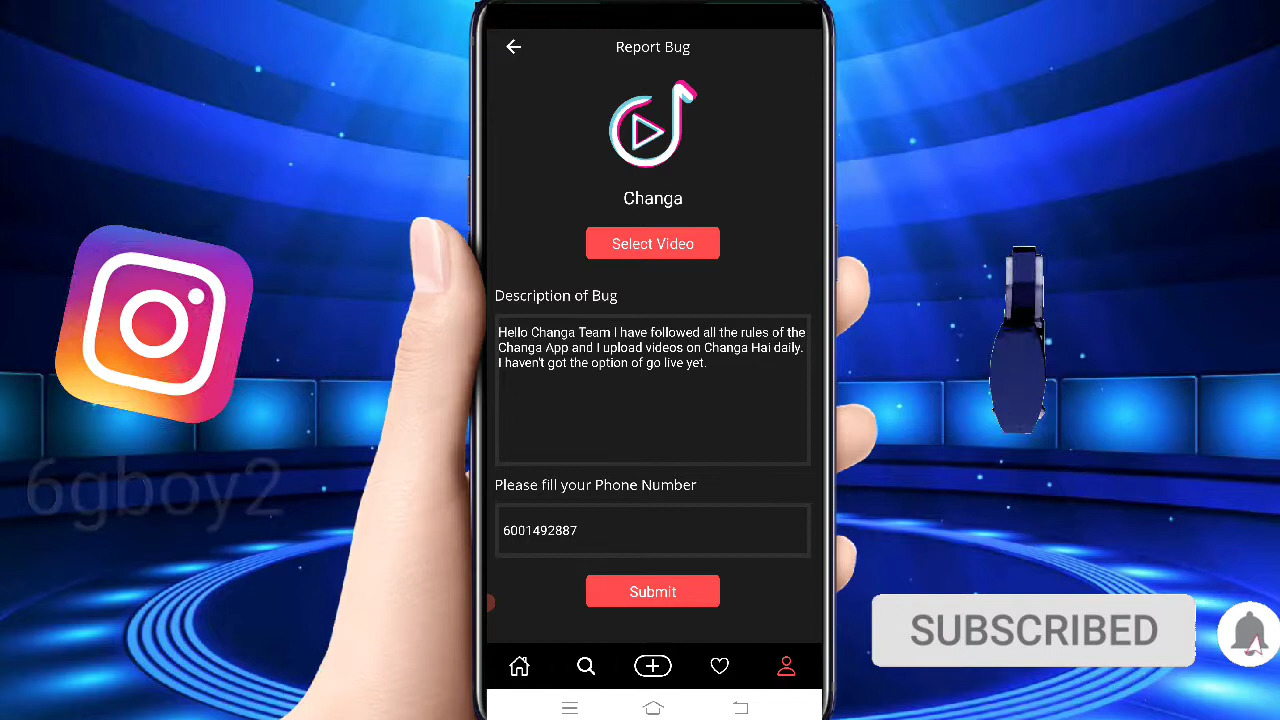 Report Bug
Changa
Select Video
Description of Bug
Hello Changa Team I have followed all the rules of the
Changa App and I upload videos on Changa Hai daily.
I haven't got the option of go live yet.
Please fill your Phone Number
6001492887
Submit
6gboy2
SUBSCRIBED